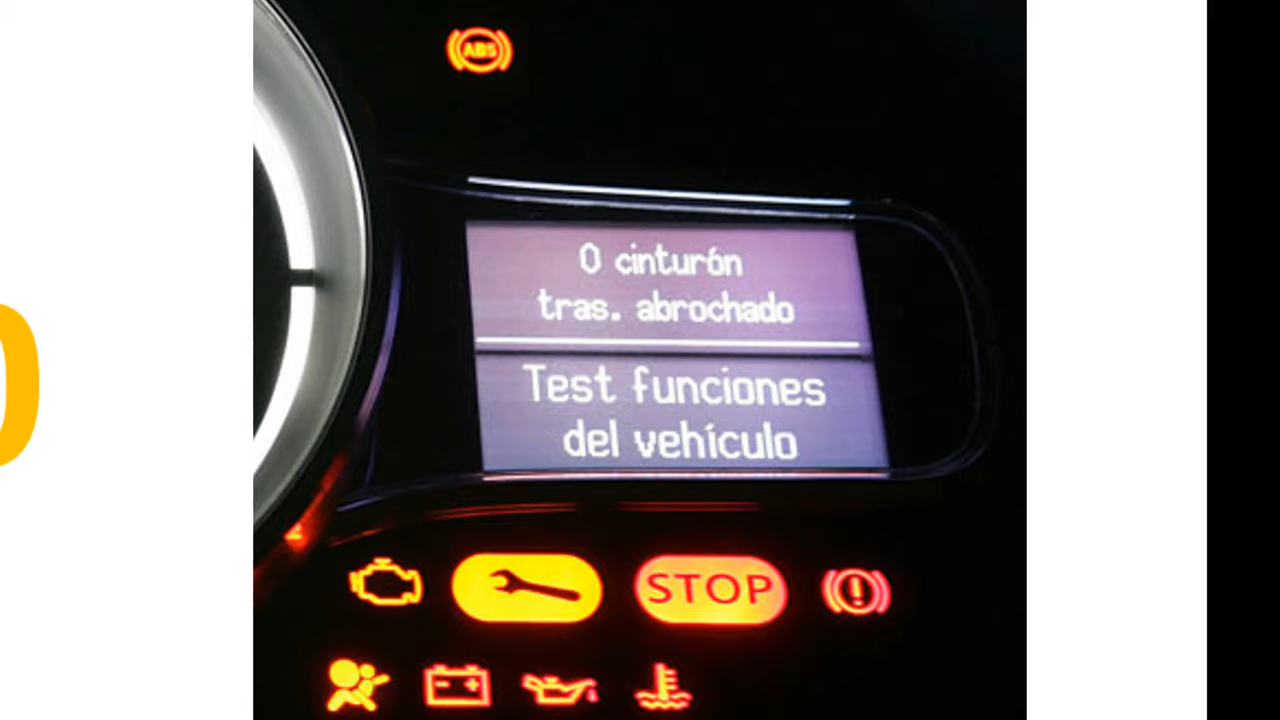 ABS
0 cinturón
tras. abrochado
Test funciones
del vehículo
STOP